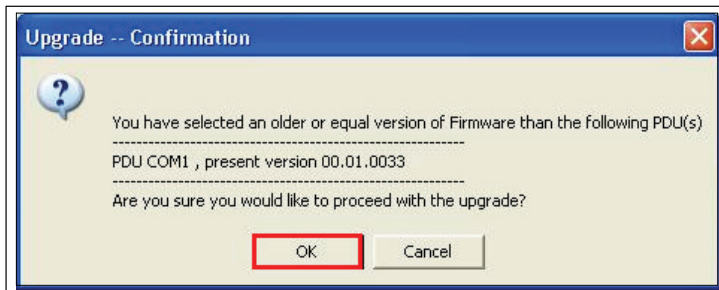 Upgrade -- Confirmation
You have selected an older or equal version of Firmware than the following PDU(s)
-----------------------------------------------------------
PDU COM1 , present version 00.01.0033
-----------------------------------------------------------
Are you sure you would like to proceed with the upgrade?
OK Cancel